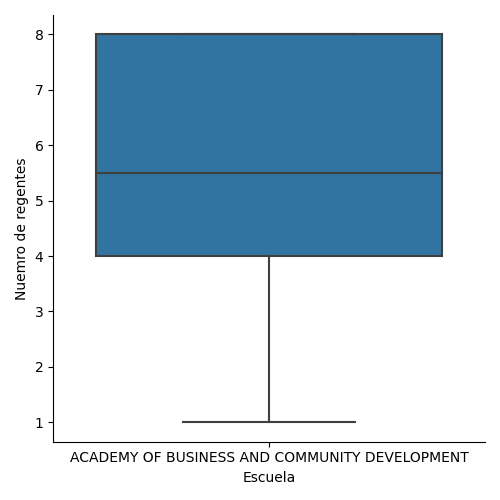 8
7
6
5
4
3
2
1
Nuemro de regentes
ACADEMY OF BUSINESS AND COMMUNITY DEVELOPMENT
Escuela